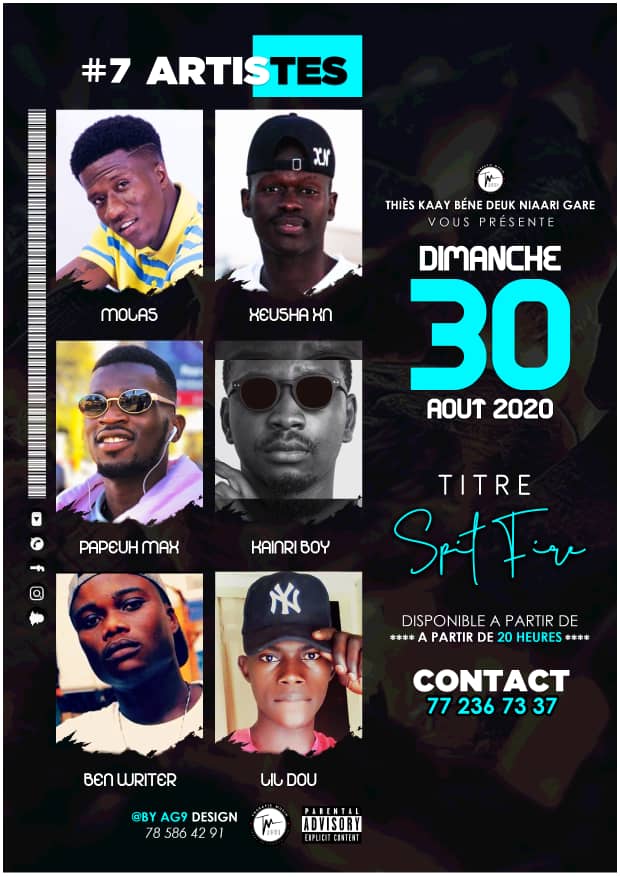 #7 ARTISTES
MOLAS
XEUSHA XN
PAPEUH MAX
KAINRI BOY
BEN WRITER
LIL DOU
@BY AG9 DESIGN
78 586 42 91
PARENTAL
ADVISORY
EXPLICIT CONTENT
THIÈS KAAY BÉNE DEUK NIAARI GARE
VOUS PRÉSENTE
DIMANCHE
30
AOUT 2020
TITRE
Spit Fire
DISPONIBLE A PARTIR DE
**** A PARTIR DE 20 HEURES ****
CONTACT
77 236 73 37
XN
NY